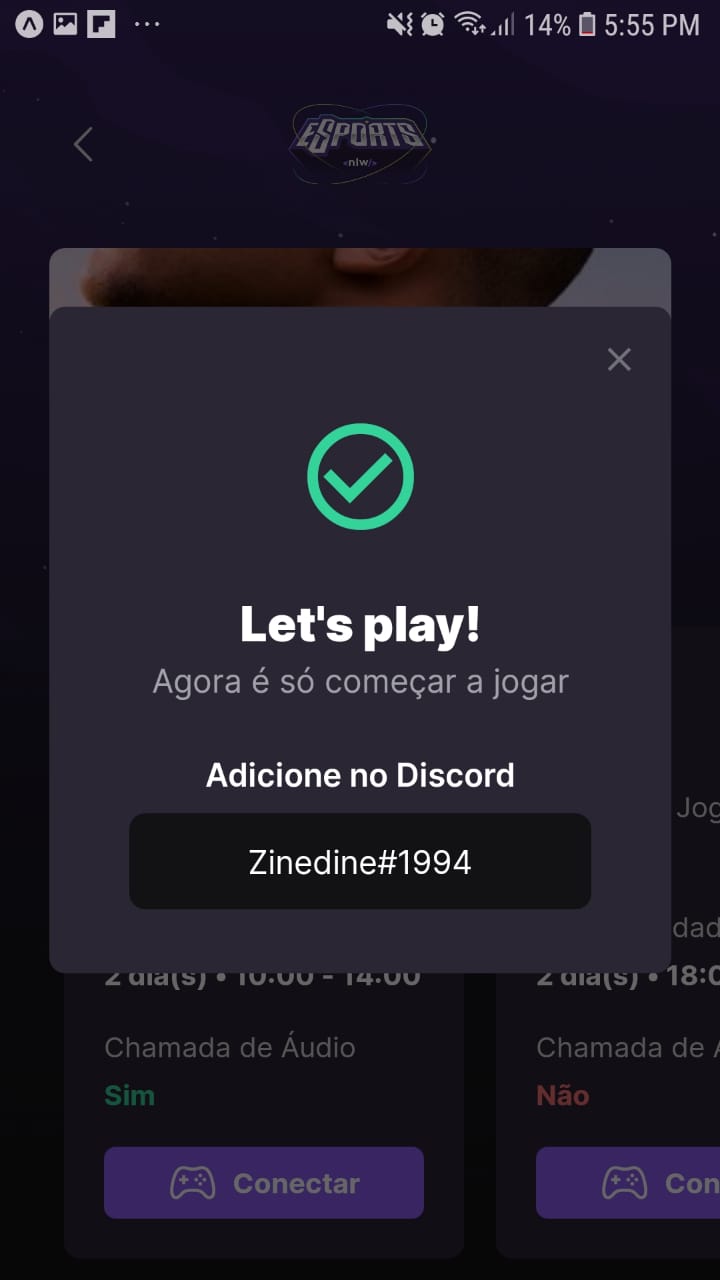 14% 5:55 PM
ESPORTS
<nlw/>
Let's play!
Agora é só começar a jogar
Adicione no Discord
Zinedine#1994
2 dia(s) • 10:00 - 14:00
Chamada de Áudio
Sim
Conectar
Jog
dad
2 dia(s) • 18:0
Chamada de Á
Não
Con